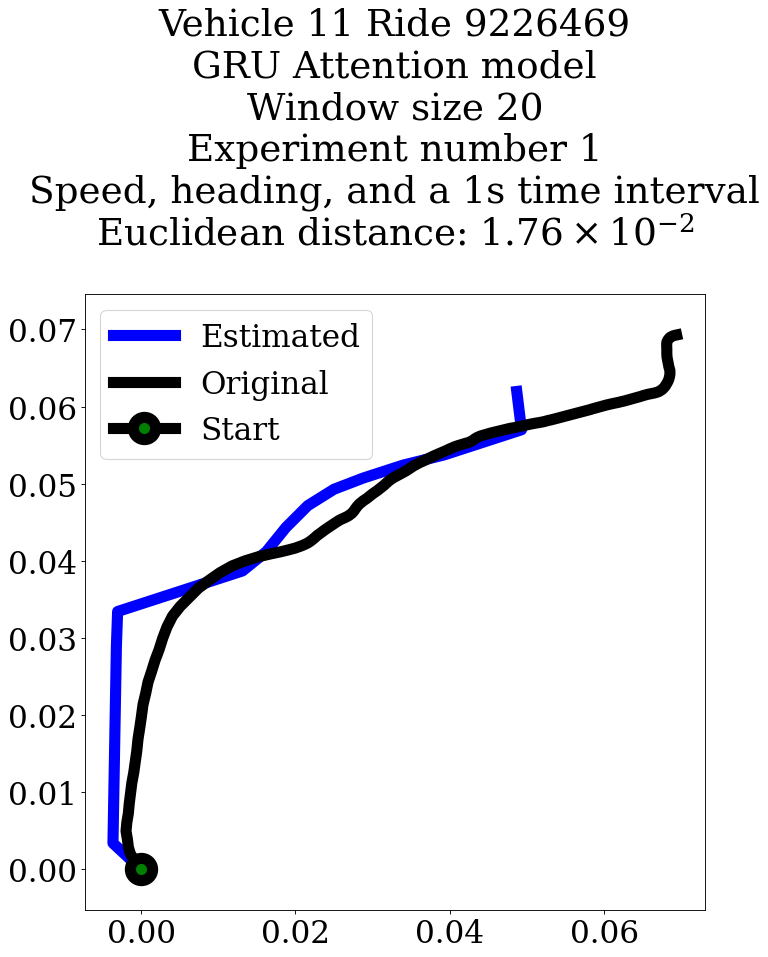 Vehicle 11 Ride 9226469
GRU Attention model
Window size 20
Experiment number 1
Speed, heading, and a 1s time interval
Euclidean distance: 1.76 × 10⁻²
Estimated
Original
Start
0.07
0.06
0.05
0.04
0.03
0.02
0.01
0.00
0.00 0.02 0.04 0.06